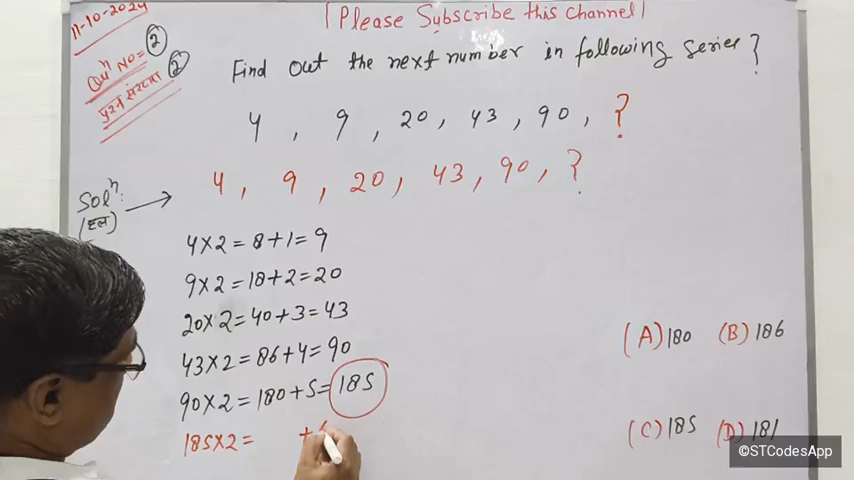 11-10-2024
(Please Subscribe this channel)
Queⁿ No= 2
प्रश्न संख्या 2
Find out the next number in following series?
4, 9, 20, 43, 90, ?
4, 9, 20, 43, 90, ?
Solⁿ:
(हल)
4×2=8+1=9
9×2=18+2=20
20×2=40+3=43
43×2=86+4=90
90×2=180+5=185
185×2= +
(A) 180 (B) 186
(C) 185 (D) 181
©STCodesApp